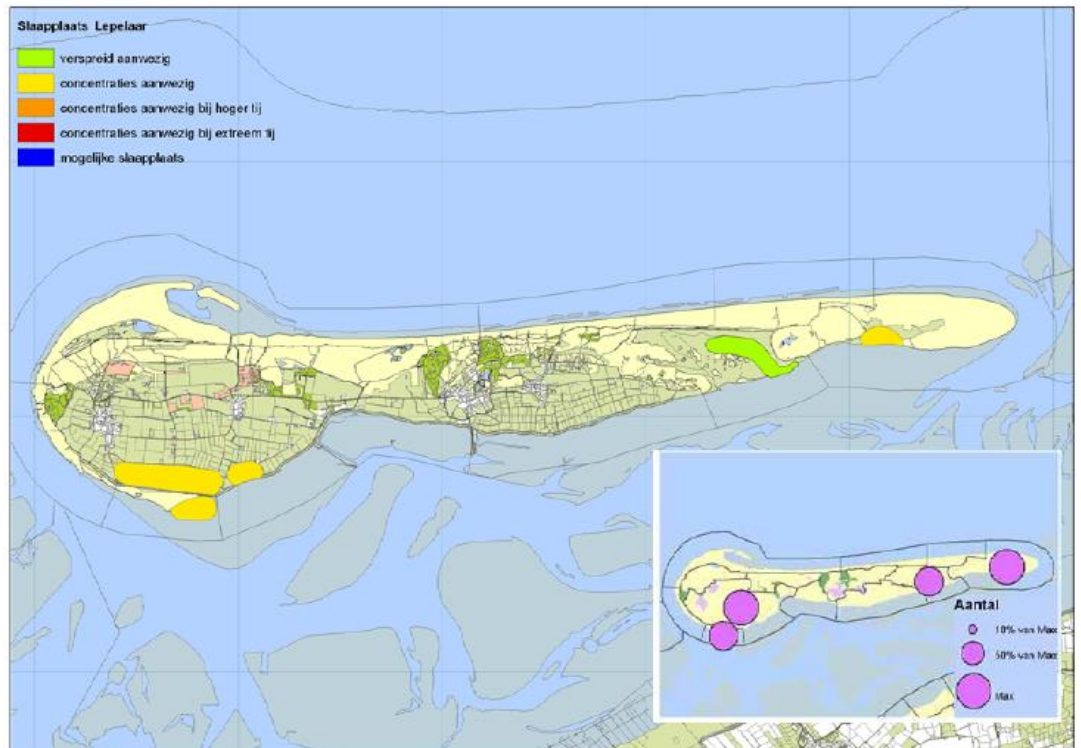 Slaapplaats Lepelaar
verspreid aanwezig
concentraties aanwezig
concentraties aanwezig bij hoger tij
concentraties aanwezig bij extreem tij
mogelijke slaapplaats
Aantal
10% van Max
50% van Max
Max